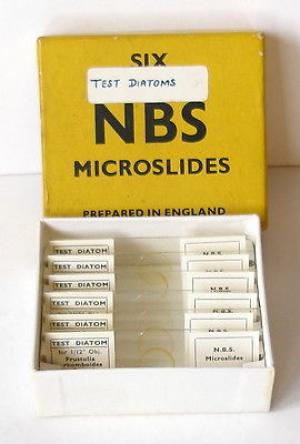 SIX
TEST DIATOMS
NBS
MICROSLIDES
PREPARED IN ENGLAND
TEST DIATOM
N.B.S.
TEST DIATOM
N.B.S.
TEST DIATOM
N.B.S.
TEST DIATOM
N.B.S.
TEST DIATOM
N.B.S.
TEST DIATOM
for 1/12" Obj.
Frustulia
rhomboides
N.B.S.
Microslides